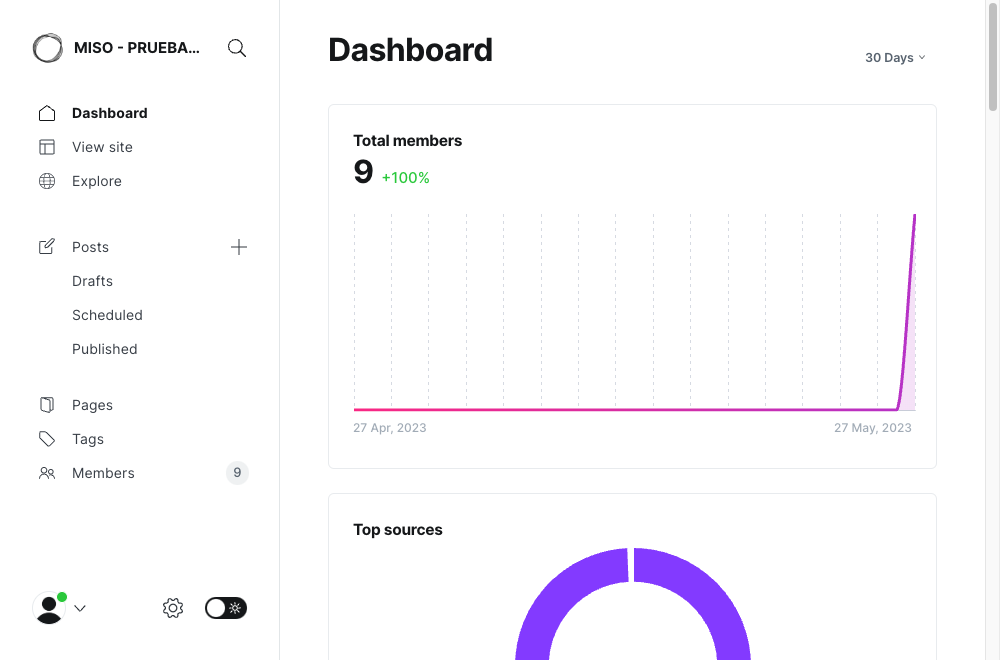 MISO - PRUEBA...
Dashboard
View site
Explore
Posts
Drafts
Scheduled
Published
Pages
Tags
Members
9
Dashboard
30 Days
Total members
9 +100%
27 Apr, 2023
27 May, 2023
Top sources